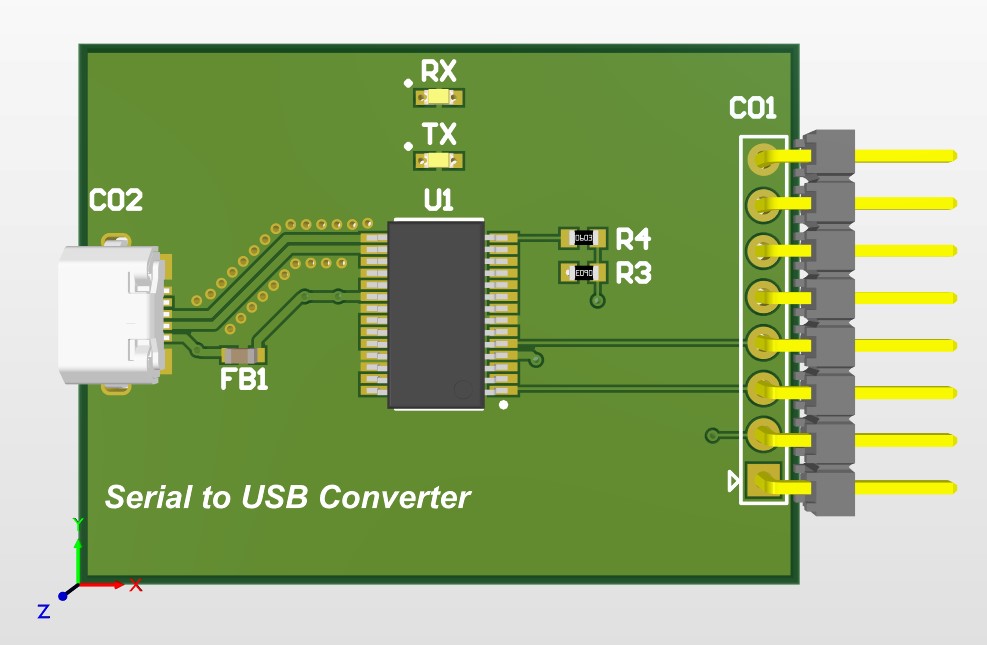 RX
CO1
TX
CO2
U1
R4
R3
FB1
Serial to USB Converter
Y
X
Z